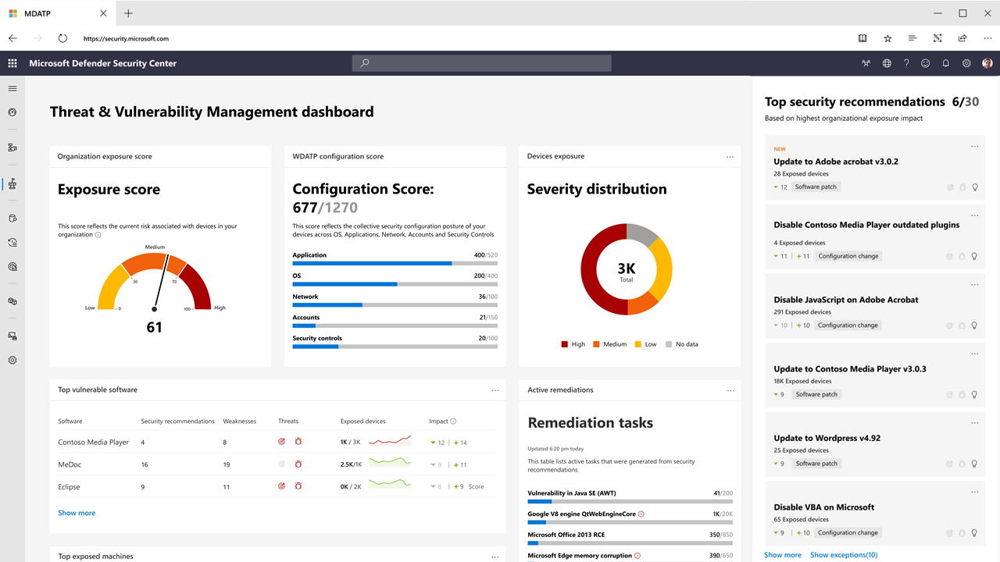 MDATP
https://security.microsoft.com
Microsoft Defender Security Center
Threat & Vulnerability Management dashboard
Organization exposure score
Exposure score
This score reflects the current risk associated with devices in your
organization
Medium
30
70
Low
0
100
High
61
WDATP configuration score
Configuration Score:
677/1270
This score reflects the collective security configuration posture of your
devices across OS, Applications, Network, Accounts and Security Controls
Application 400/520
OS 200/400
Network 36/100
Accounts 21/150
Security controls 20/100
Devices exposure
Severity distribution
3K
Total
High Medium Low No data
Top vulnerable software
Software Security recommendations Weaknesses Threats Exposed devices Impact
Contoso Media Player 4 8 1K / 3K 12 | + 14
MeDoc 16 19 2.5K/1K 9 | + 11
Eclipse 9 11 0K / 2K 8 | + 9 Score
Show more
Top exposed machines
Active remediations
Remediation tasks
Updated 6:20 pm today
This table lists active tasks that were generated from security
recommendations
Vulnerability in Java SE (AWT) 41/200
Google V8 engine QtWebEngineCore 1K/20K
Microsoft Office 2013 RCE 350/850
Microsoft Edge memory corruption 390/650
Top security recommendations 6/30
Based on highest organizational exposure impact
NEW
Update to Adobe acrobat v3.0.2
28 Exposed devices
12 Software patch
Disable Contoso Media Player outdated plugins
4 Exposed devices
11 | + 11 Configuration change
Disable JavaScript on Adobe Acrobat
291 Exposed devices
10 | + 10 Configuration change
Update to Contoso Media Player v3.0.3
18K Exposed devices
9 Software patch
Update to Wordpress v4.92
25 Exposed devices
9 Software patch
Disable VBA on Microsoft
65 Exposed devices
9 | + 10 Configuration change
Show more Show exceptions(10)